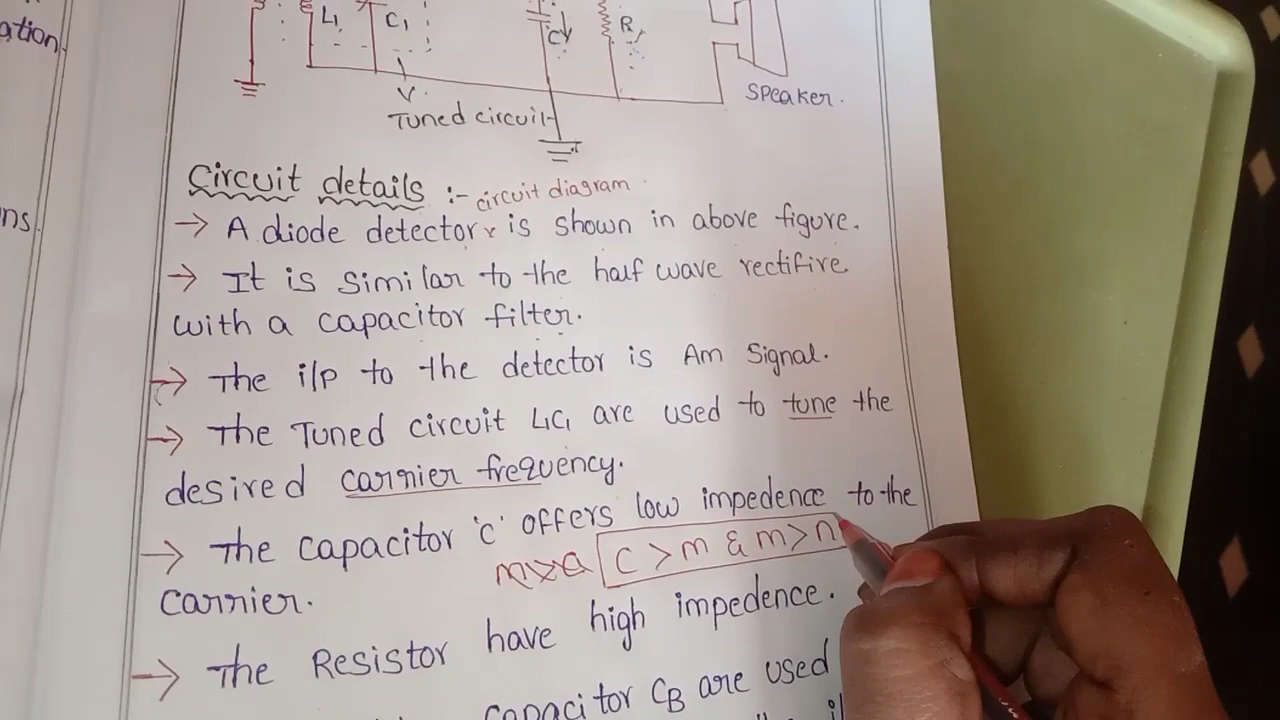 ation
L1
C1
C
R
Speaker.
Tuned circuit
ns
Circuit details :- circuit diagram
→ A diode detector is shown in above figure.
→ It is Similar to the half wave rectifire
with a capacitor filter.
→ The i/p to the detector is Am Signal.
→ The Tuned circuit L1C1 are used to tune the
desired carrier frequency.
→ The capacitor 'c' offers low impedence to the
C > m & m > n
carrier.
→ The Resistor have high impedence.
capacitor CB are used